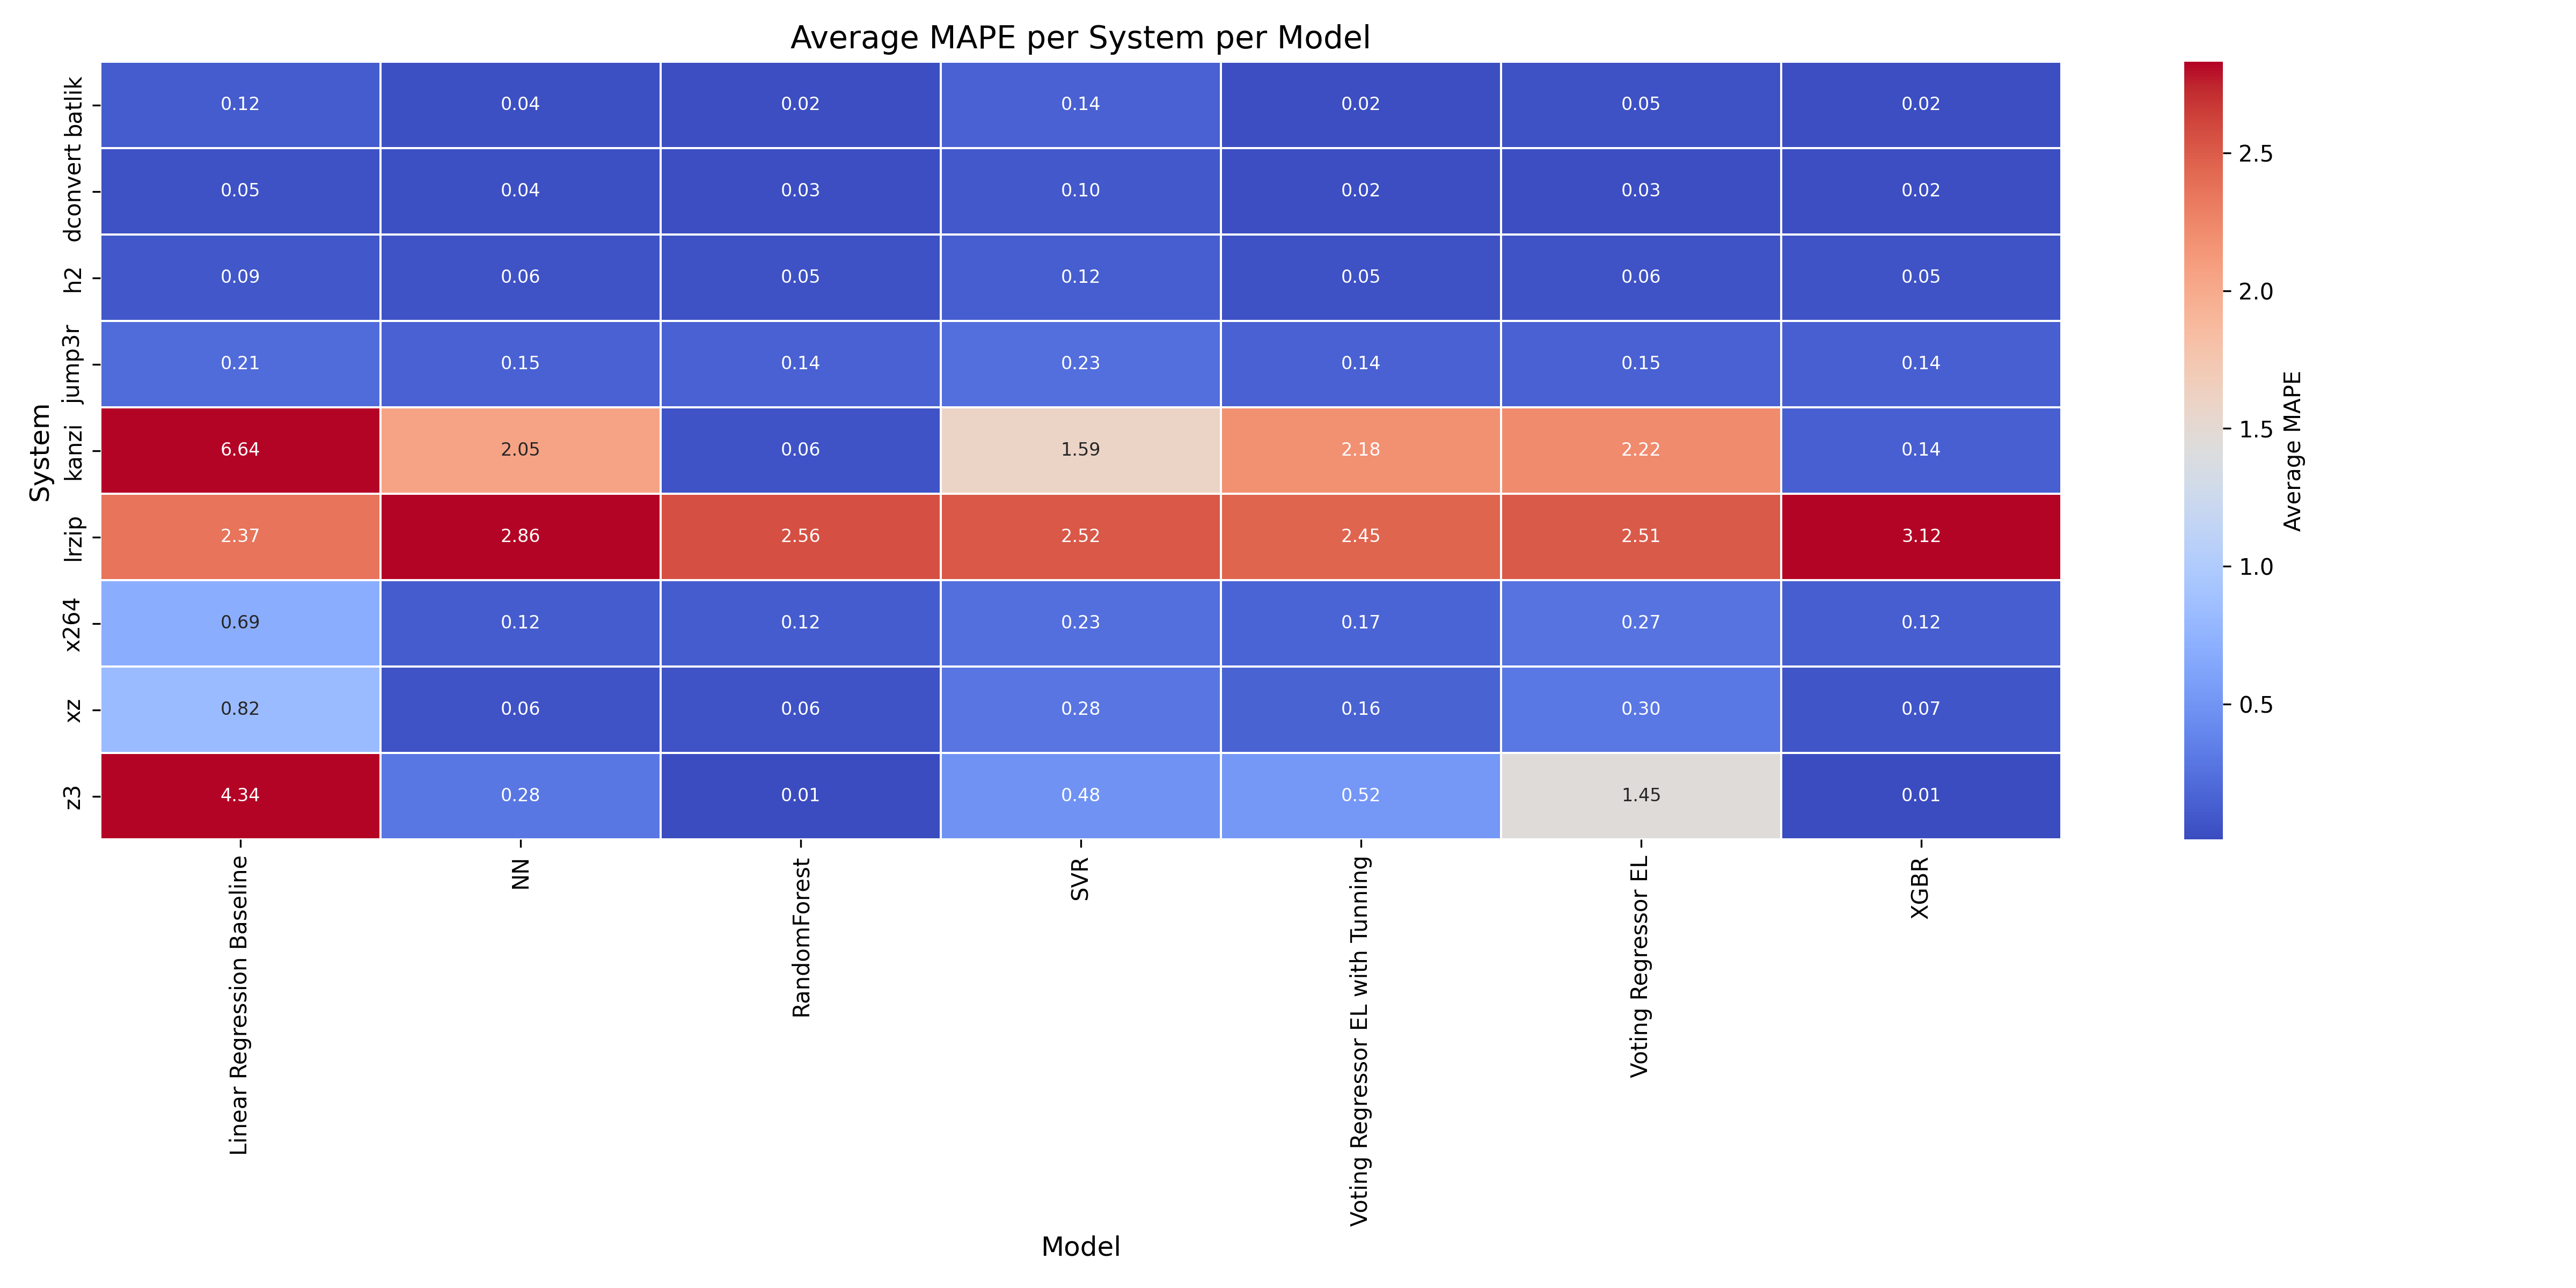 Average MAPE per System per Model
System
batlik 0.12 0.04 0.02 0.14 0.02 0.05 0.02
dconvert 0.05 0.04 0.03 0.10 0.02 0.03 0.02
h2 0.09 0.06 0.05 0.12 0.05 0.06 0.05
jump3r 0.21 0.15 0.14 0.23 0.14 0.15 0.14
kanzi 6.64 2.05 0.06 1.59 2.18 2.22 0.14
lrzip 2.37 2.86 2.56 2.52 2.45 2.51 3.12
x264 0.69 0.12 0.12 0.23 0.17 0.27 0.12
xz 0.82 0.06 0.06 0.28 0.16 0.30 0.07
z3 4.34 0.28 0.01 0.48 0.52 1.45 0.01
Linear Regression Baseline
NN
RandomForest
SVR
Voting Regressor EL with Tunning
Voting Regressor EL
XGBR
Model
2.5
2.0
1.5
1.0
0.5
Average MAPE